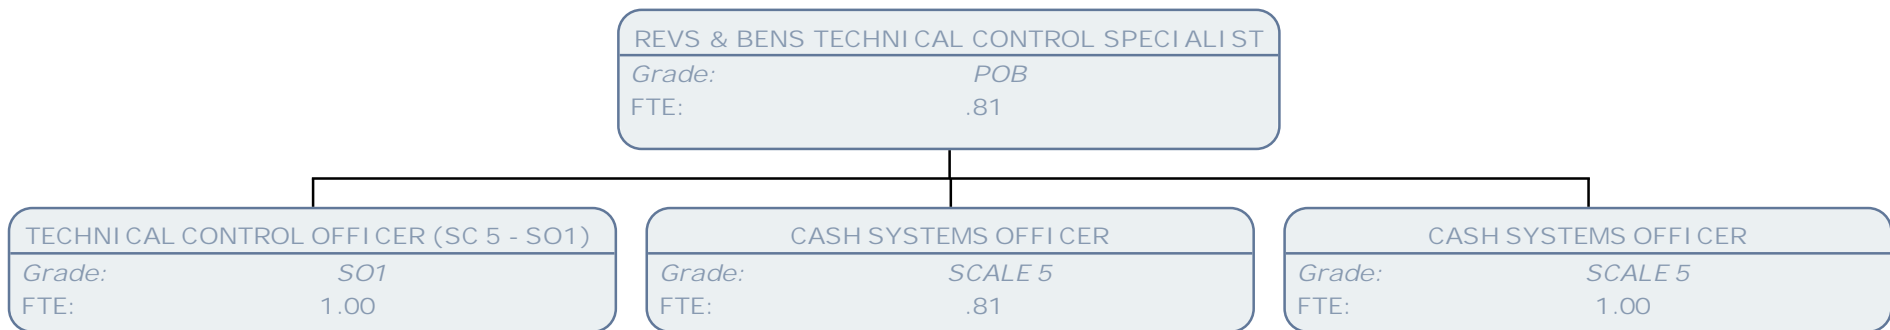 REVS & BENS TECHNICAL CONTROL SPECIALIST
Grade: POB
FTE: .81
TECHNICAL CONTROL OFFICER (SC 5 - SO1)
Grade: SO1
FTE: 1.00
CASH SYSTEMS OFFICER
Grade: SCALE 5
FTE: .81
CASH SYSTEMS OFFICER
Grade: SCALE 5
FTE: 1.00